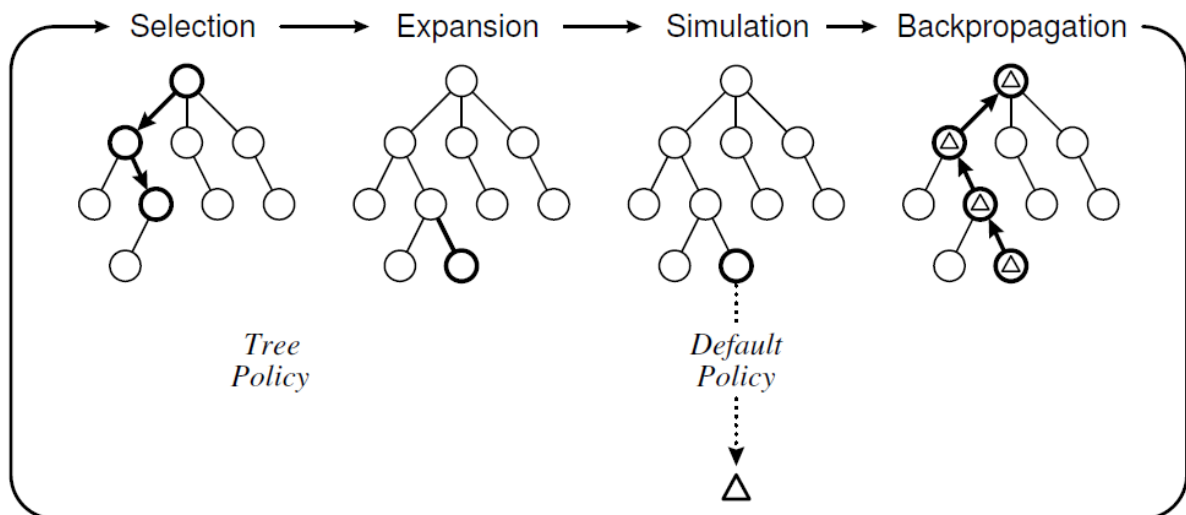 Selection Expansion Simulation Backpropagation
Tree
Policy
Default
Policy